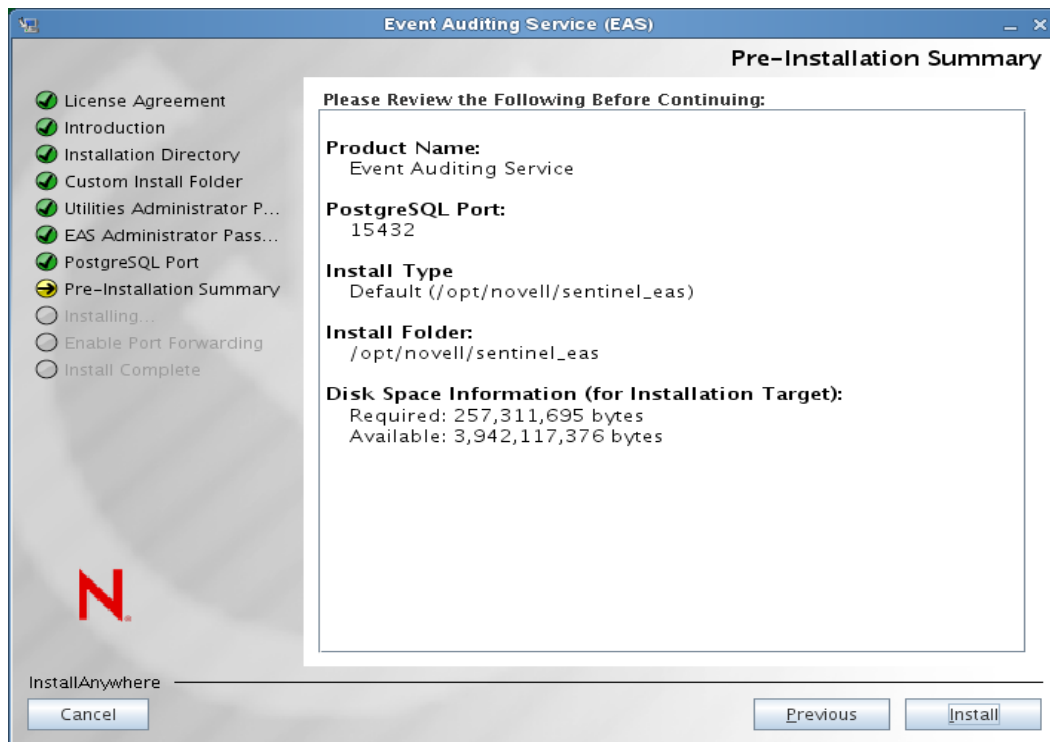 Event Auditing Service (EAS)
Pre-Installation Summary
License Agreement
Introduction
Installation Directory
Custom Install Folder
Utilities Administrator P...
EAS Administrator Pass...
PostgreSQL Port
Pre-Installation Summary
Installing...
Enable Port Forwarding
Install Complete
Please Review the Following Before Continuing:
Product Name:
Event Auditing Service
PostgreSQL Port:
15432
Install Type
Default (/opt/novell/sentinel_eas)
Install Folder:
/opt/novell/sentinel_eas
Disk Space Information (for Installation Target):
Required: 257,311,695 bytes
Available: 3,942,117,376 bytes
N
InstallAnywhere
Cancel
Previous
Install